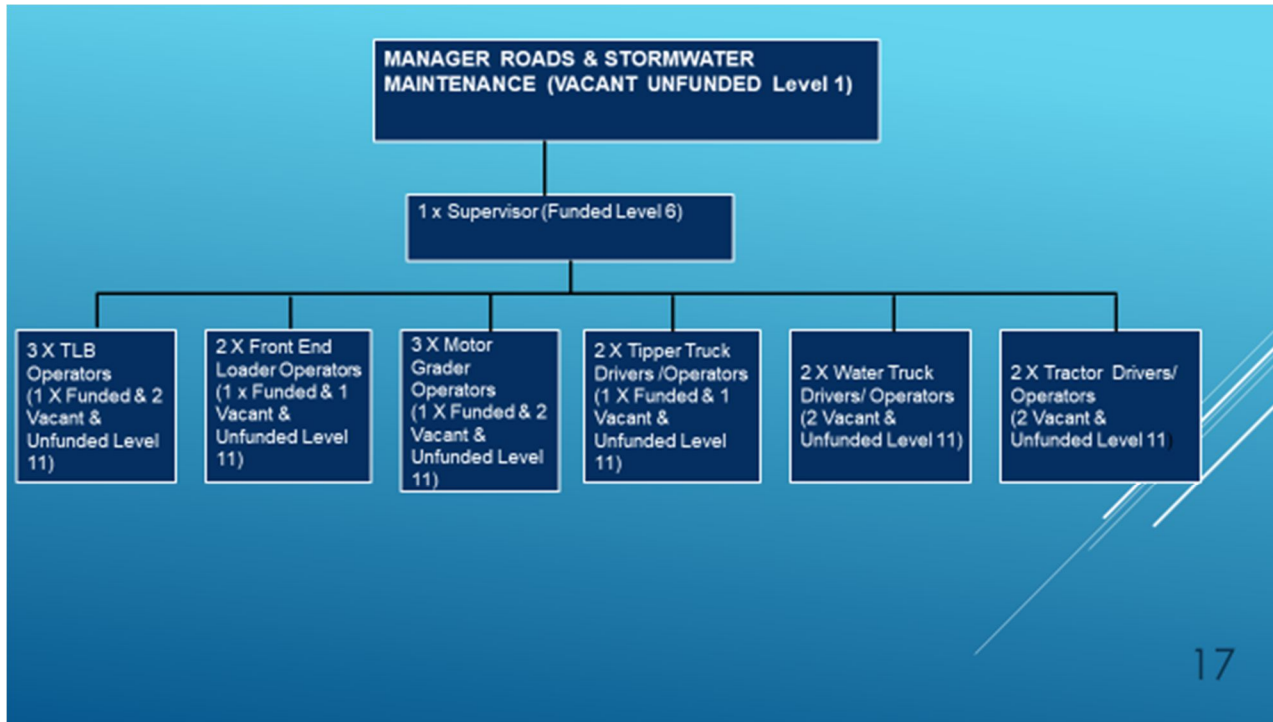 MANAGER ROADS & STORMWATER
MAINTENANCE (VACANT UNFUNDED Level 1)
1 x Supervisor (Funded Level 6)
3 X TLB
Operators
(1 X Funded & 2
Vacant &
Unfunded Level
11)
2 X Front End
Loader Operators
(1 x Funded & 1
Vacant &
Unfunded Level
11)
3 X Motor
Grader
Operators
(1 X Funded & 2
Vacant &
Unfunded Level
11)
2 X Tipper Truck
Drivers /Operators
(1 X Funded & 1
Vacant &
Unfunded Level
11)
2 X Water Truck
Drivers/ Operators
(2 Vacant &
Unfunded Level 11)
2 X Tractor Drivers/
Operators
(2 Vacant &
Unfunded Level 11)
17